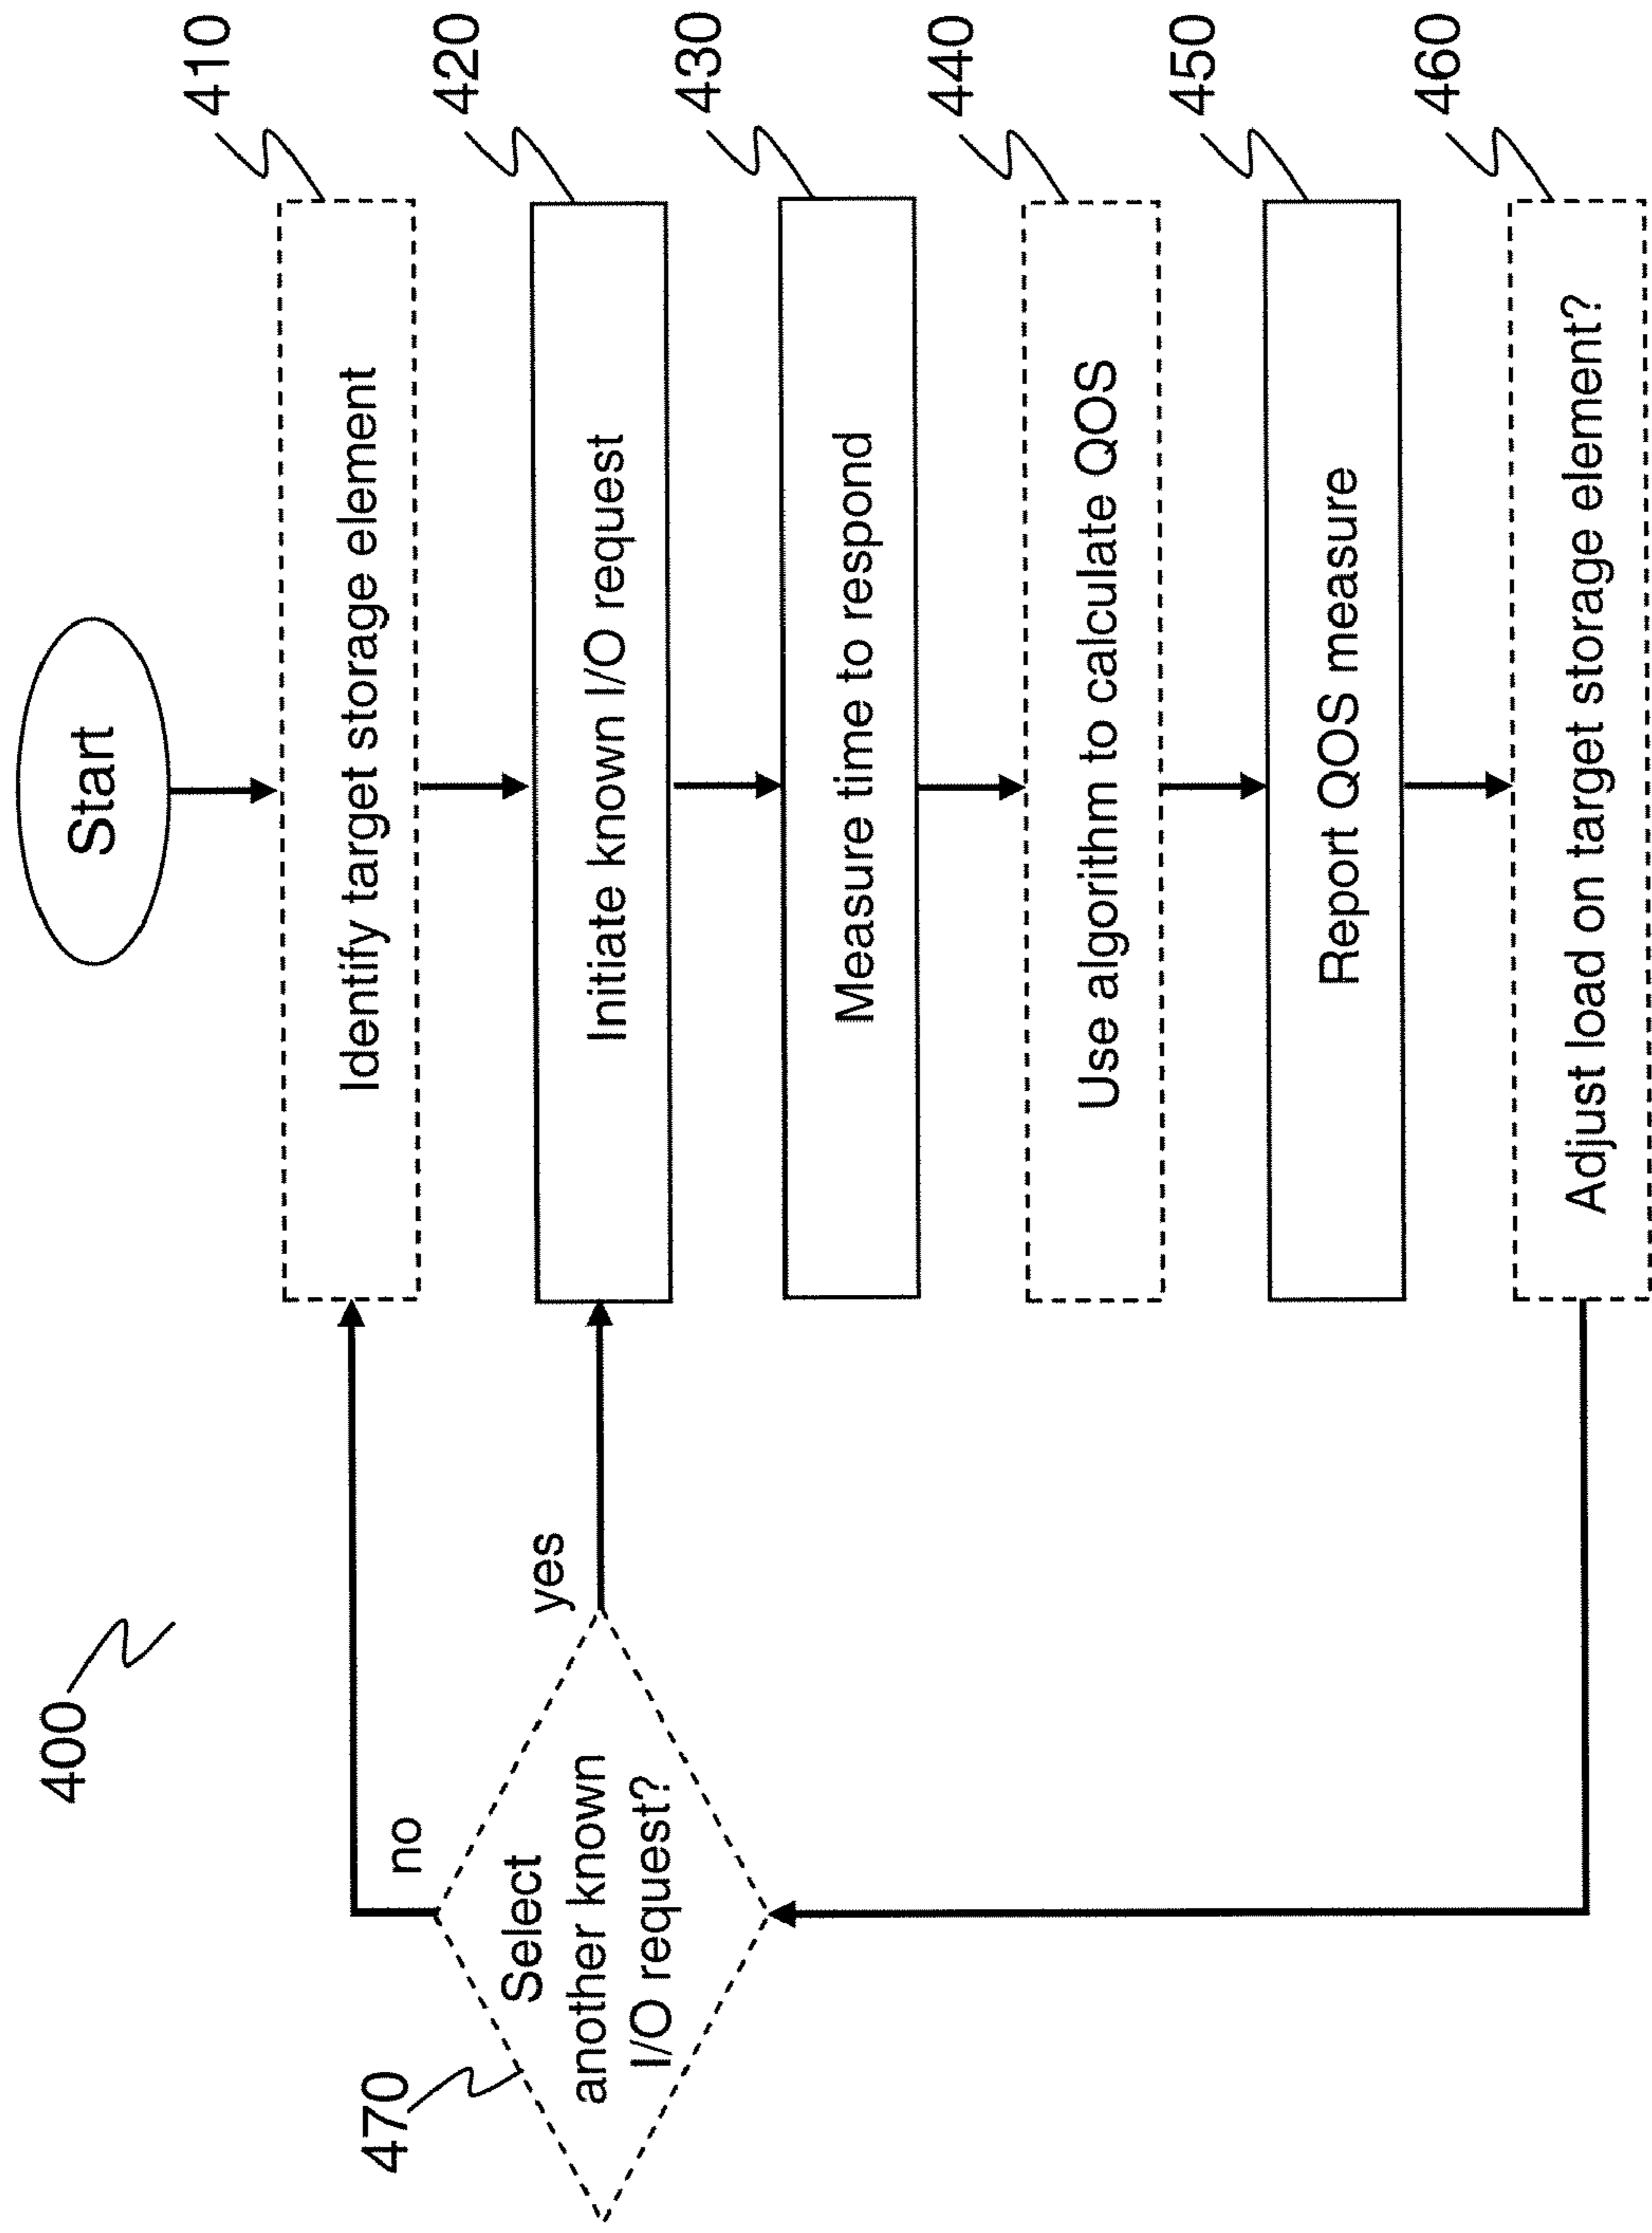 400
Start
Identify target storage element
410
Initiate known I/O request
420
Measure time to respond
430
Use algorithm to calculate QOS
440
Report QOS measure
450
Adjust load on target storage element?
460
470
Select
another known
I/O request?
no
yes